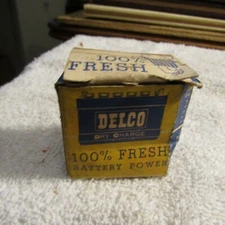 100%
FRESH
DELCO
DRY CHARGE
100% FRESH
BATTERY POWER